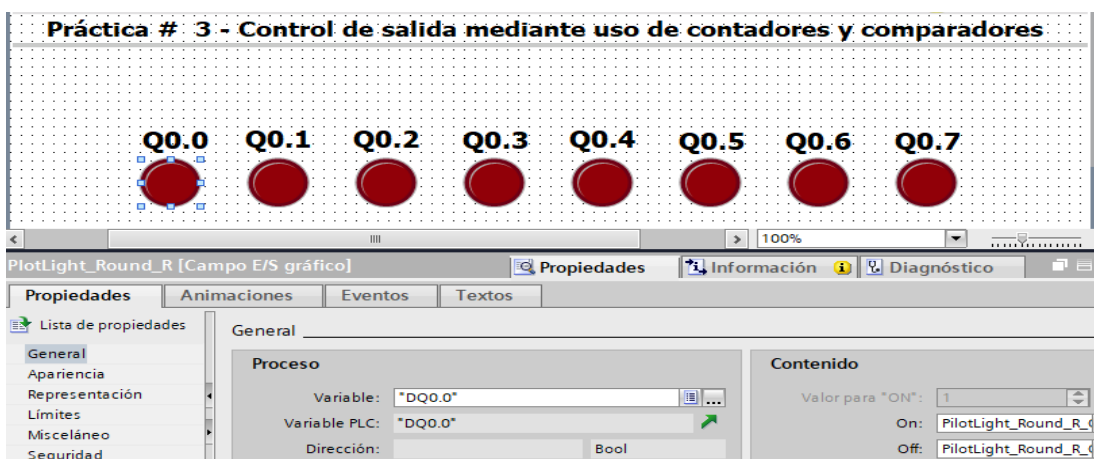 Práctica # 3 - Control de salida mediante uso de contadores y comparadores
Q0.0 Q0.1 Q0.2 Q0.3 Q0.4 Q0.5 Q0.6 Q0.7
100%
PlotLight_Round_R [Campo E/S gráfico] Propiedades Información Diagnóstico
Propiedades Animaciones Eventos Textos
Lista de propiedades General
General Proceso Contenido
Apariencia
Representación Variable: "DQ0.0" ... Valor para "ON": 1
Límites
Misceláneo Variable PLC: "DQ0.0" On: PilotLight_Round_R_
Seguridad Dirección: Bool Off: PilotLight_Round_R_